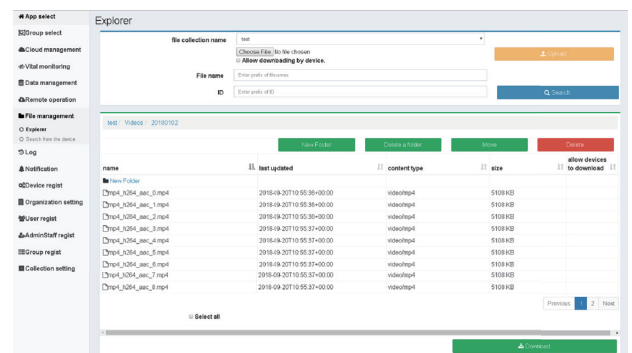 App select
Group select
Cloud management
Vital monitoring
Data management
Remote operation
File management
Explorer
Search from the device
Log
Notification
Device regist
Organization setting
User regist
AdminStaff regist
Group regist
Collection setting
Explorer
file collection name test
Choose File No file chosen
Allow downloading by device.
Upload
File name Enter prefix of filenames
ID Enter prefix of ID
Search
test / Videos / 20180102
New Folder Delete a folder Move Delete
name last updated content type size allow devices to download
New Folder
mp4_h264_aac_0.mp4 2018-09-20T10:55:36+00:00 video/mp4 5108 KB
mp4_h264_aac_1.mp4 2018-09-20T10:55:36+00:00 video/mp4 5108 KB
mp4_h264_aac_2.mp4 2018-09-20T10:55:36+00:00 video/mp4 5108 KB
mp4_h264_aac_3.mp4 2018-09-20T10:55:37+00:00 video/mp4 5108 KB
mp4_h264_aac_4.mp4 2018-09-20T10:55:37+00:00 video/mp4 5108 KB
mp4_h264_aac_5.mp4 2018-09-20T10:55:37+00:00 video/mp4 5108 KB
mp4_h264_aac_6.mp4 2018-09-20T10:55:37+00:00 video/mp4 5108 KB
mp4_h264_aac_7.mp4 2018-09-20T10:55:37+00:00 video/mp4 5108 KB
mp4_h264_aac_8.mp4 2018-09-20T10:55:37+00:00 video/mp4 5108 KB
Previous 1 2 Next
Select all
Download